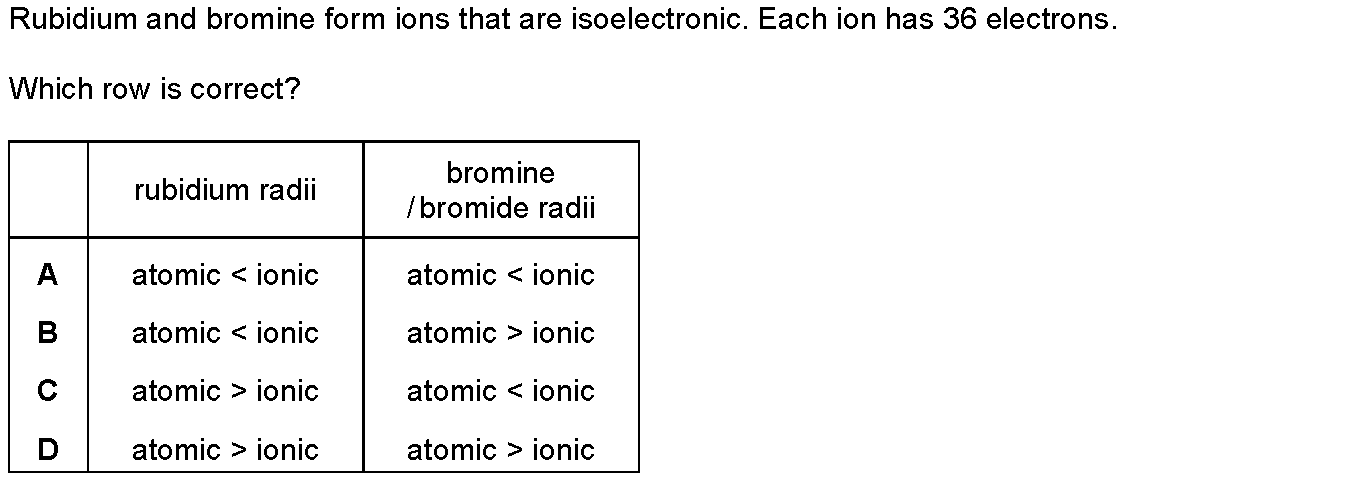 Rubidium and bromine form ions that are isoelectronic. Each ion has 36 electrons.
Which row is correct?
rubidium radii
bromine
/bromide radii
A atomic < ionic atomic < ionic
B atomic < ionic atomic > ionic
C atomic > ionic atomic < ionic
D atomic > ionic atomic > ionic